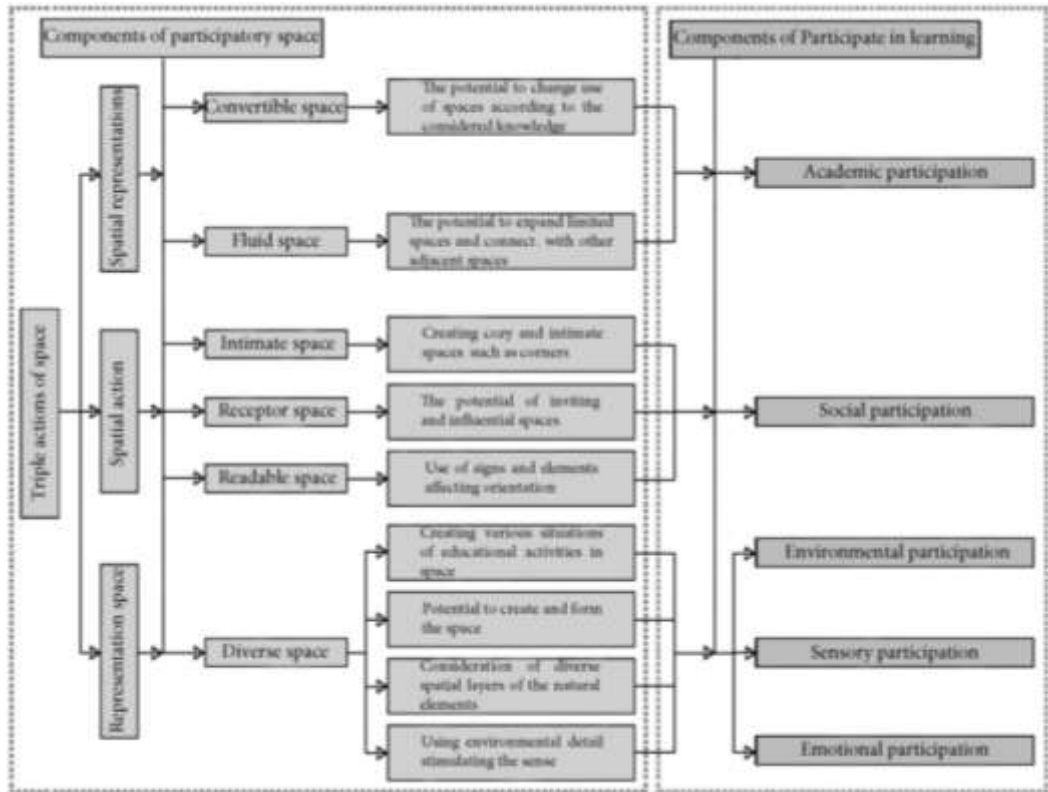 Components of participatory space
Components of Participate in learning
Triple actions of space
Spatial representations
Convertible space
The potential to change use
of spaces according to the
considered knowledge
Academic participation
Fluid space
The potential to expand limited
spaces and connect. with other
adjacent spaces
Spatial action
Intimate space
Creating cozy and intimate
spaces such as corners
Receptor space
The potential of inviting
and influential spaces
Social participation
Readable space
Use of signs and elements
affecting orientation
Representation space
Diverse space
Creating various situations
of educational activities in
space
Potential to create and form
the space
Consideration of diverse
spatial layers of the natural
elements
Using environmental detail
stimulating the sense
Environmental participation
Sensory participation
Emotional participation